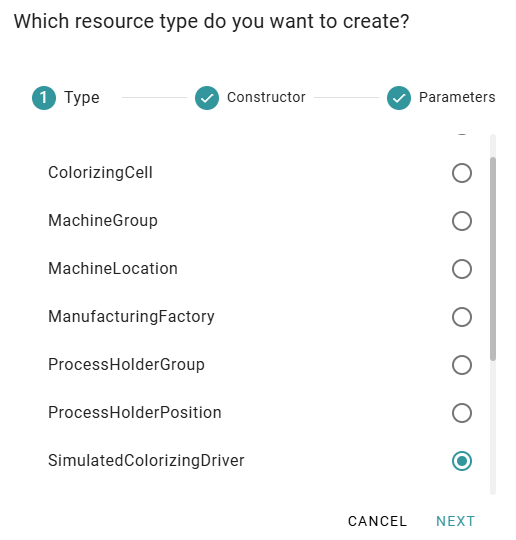 Which resource type do you want to create?
1 Type Constructor Parameters
ColorizingCell
MachineGroup
MachineLocation
ManufacturingFactory
ProcessHolderGroup
ProcessHolderPosition
SimulatedColorizingDriver
CANCEL NEXT